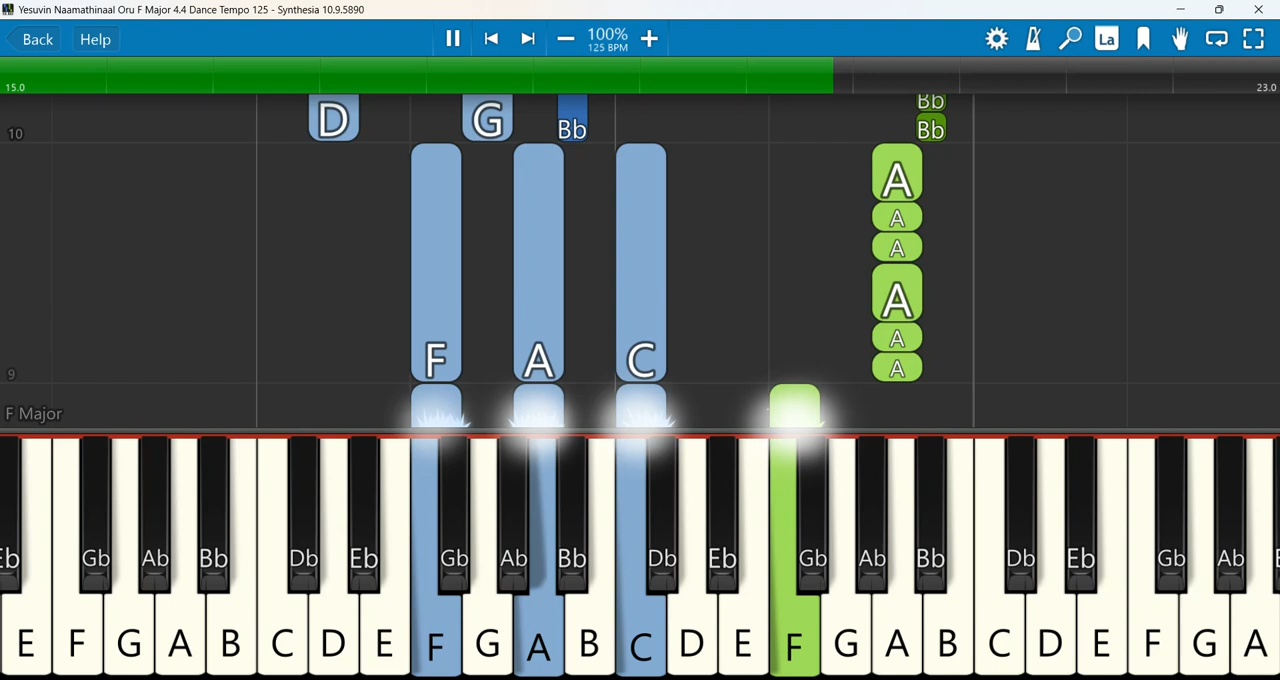 Yesuvin Naamathinaal Oru F Major 4.4 Dance Tempo 125 - Synthesia 10.9.5890
Back Help 100% La
125 BPM
15.0 23.0
Bb
10 D G Bb Bb
A
A
A
A
A
9 F A C A
F Major
Eb Gb Ab Bb Db Eb Gb Ab Bb Db Eb Gb Ab Bb Db Eb Gb Ab
E F G A B C D E F G A B C D E F G A B C D E F G A